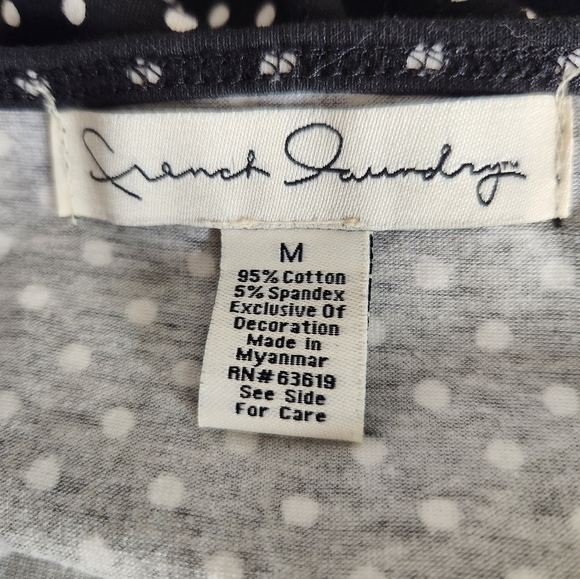 French Laundry™
M
95% Cotton
5% Spandex
Exclusive Of
Decoration
Made in
Myanmar
RN#63619
See Side
For Care